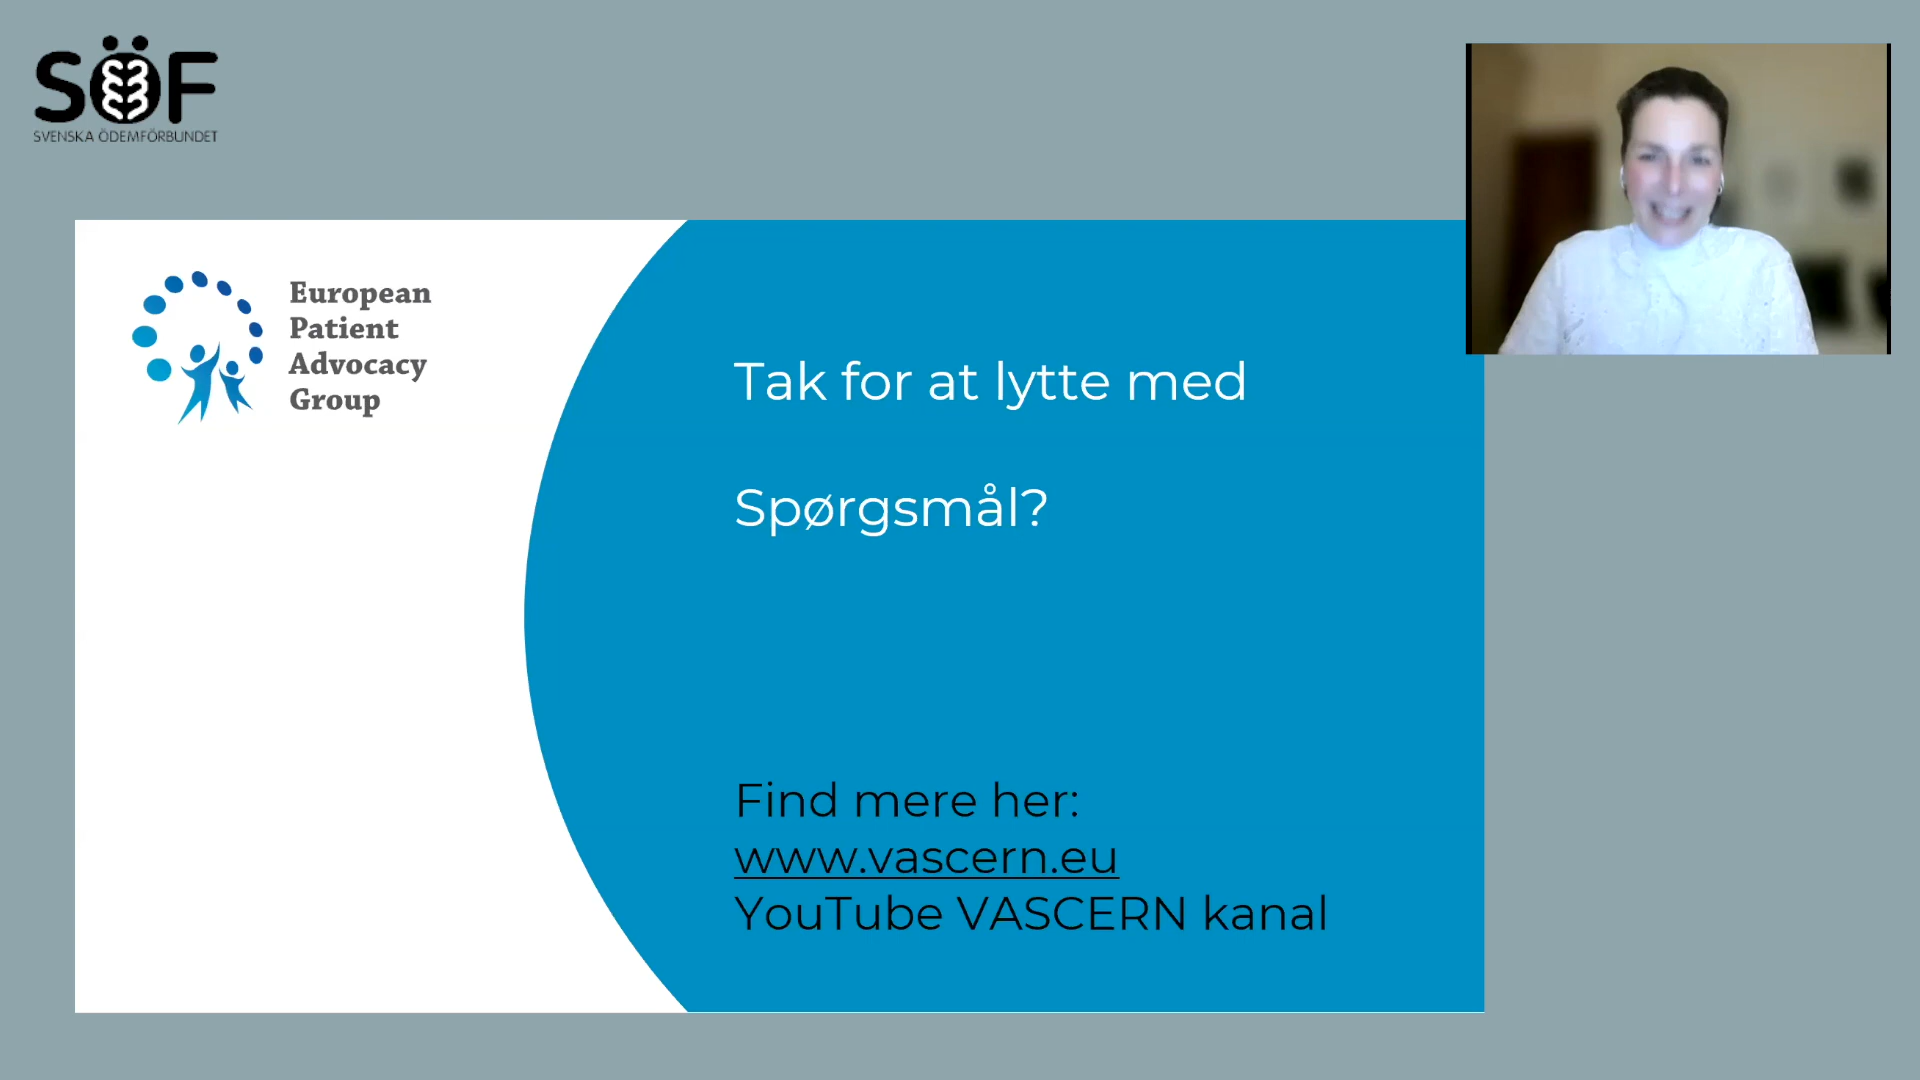 SÖF
SVENSKA ÖDEMFÖRBUNDET
European
Patient
Advocacy
Group
Tak for at lytte med
Spørgsmål?
Find mere her:
www.vascern.eu
YouTube VASCERN kanal